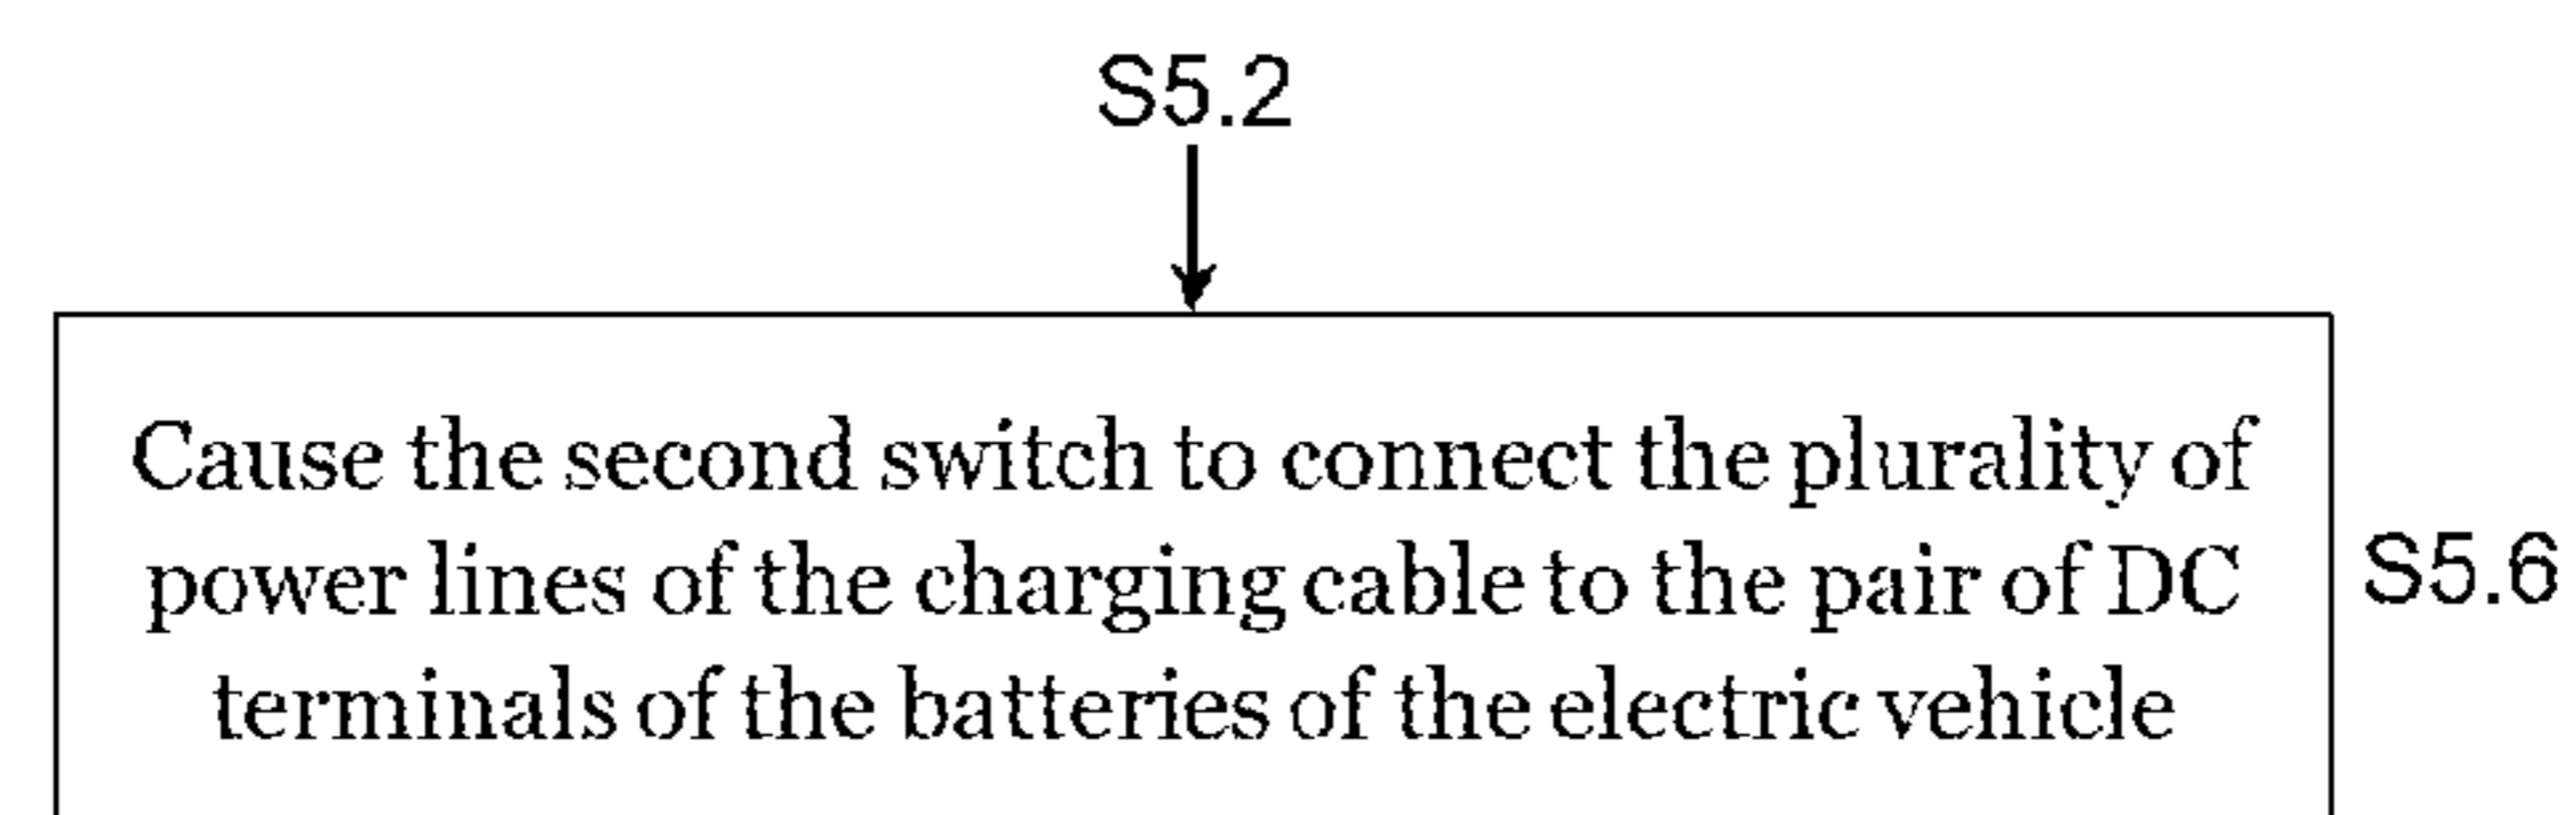 S5.2
Cause the second switch to connect the plurality of
power lines of the charging cable to the pair of DC
terminals of the batteries of the electric vehicle
S5.6